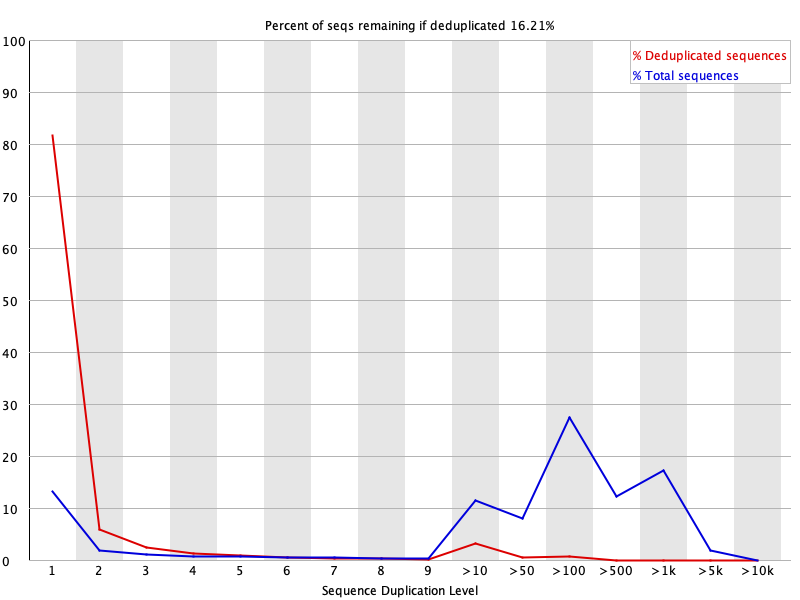 Percent of seqs remaining if deduplicated 16.21%
% Deduplicated sequences
% Total sequences
100
90
80
70
60
50
40
30
20
10
0
1 2 3 4 5 6 7 8 9 >10 >50 >100 >500 >1k >5k >10k
Sequence Duplication Level